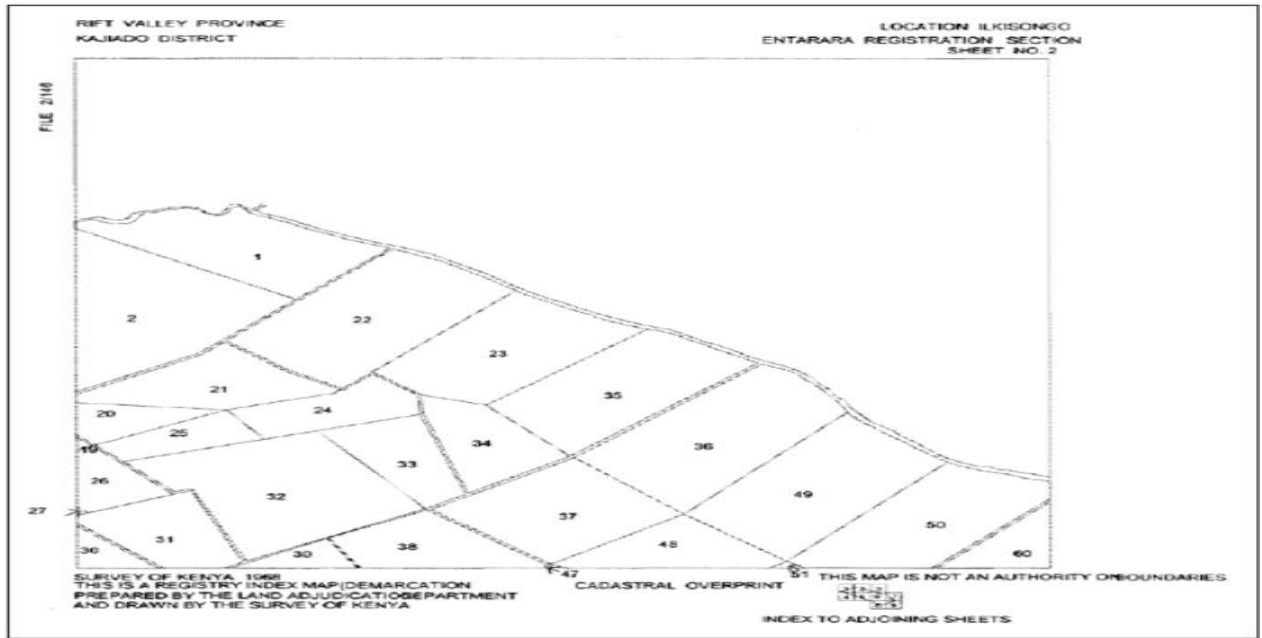 RIFT VALLEY PROVINCE
KAJIADO DISTRICT
LOCATION ILKISONGO
ENTARARA REGISTRATION SECTION
SHEET NO. 2
FILE 2/146
1
2
22
23
21
35
24
20
25
34
36
19
33
26
32
49
27
37
50
31
48
30
39
38
60
47
51
SURVEY OF KENYA 1968
THIS IS A REGISTRY INDEX MAP(DEMARCATION
PREPARED BY THE LAND ADJUDICATIODEPARTMENT
AND DRAWN BY THE SURVEY OF KENYA
CADASTRAL OVERPRINT
THIS MAP IS NOT AN AUTHORITY ONBOUNDARIES
INDEX TO ADJOINING SHEETS